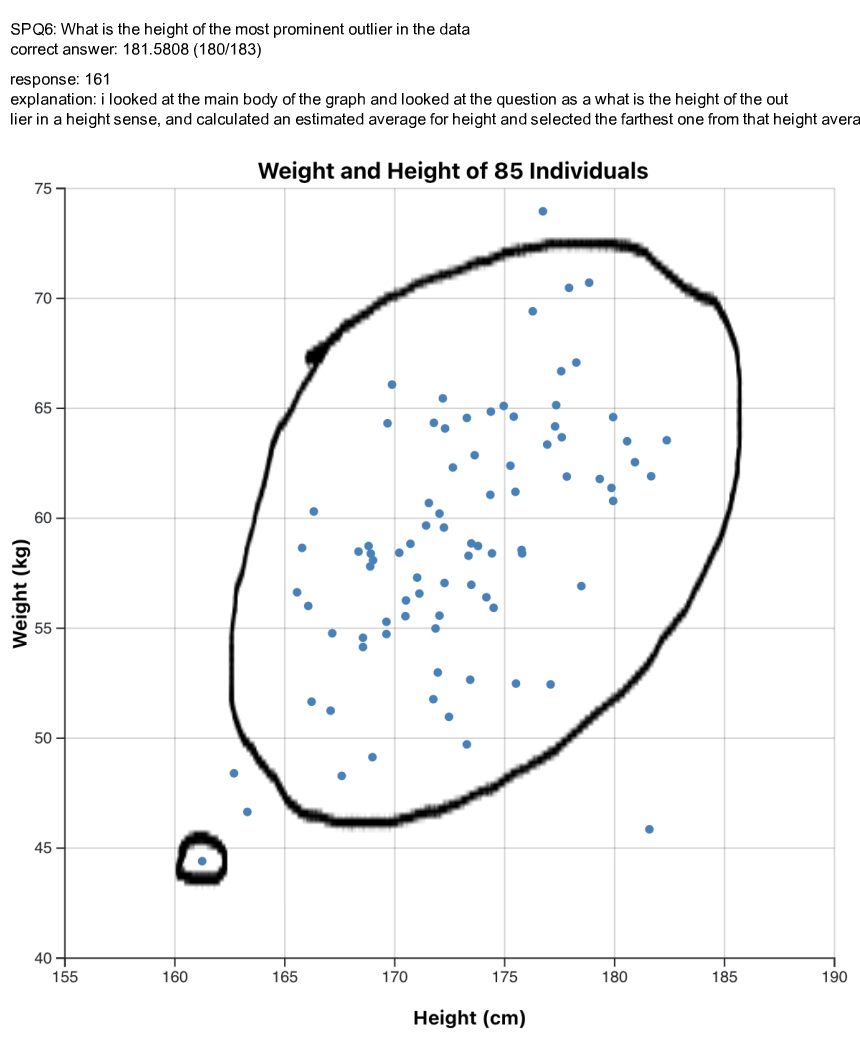 SPQ6: What is the height of the most prominent outlier in the data
correct answer: 181.5808 (180/183)
response: 161
explanation: i looked at the main body of the graph and looked at the question as a what is the height of the out
lier in a height sense, and calculated an estimated average for height and selected the farthest one from that height avera
Weight and Height of 85 Individuals
75
70
65
60
55
50
45
40
Weight (kg)
155 160 165 170 175 180 185 190
Height (cm)